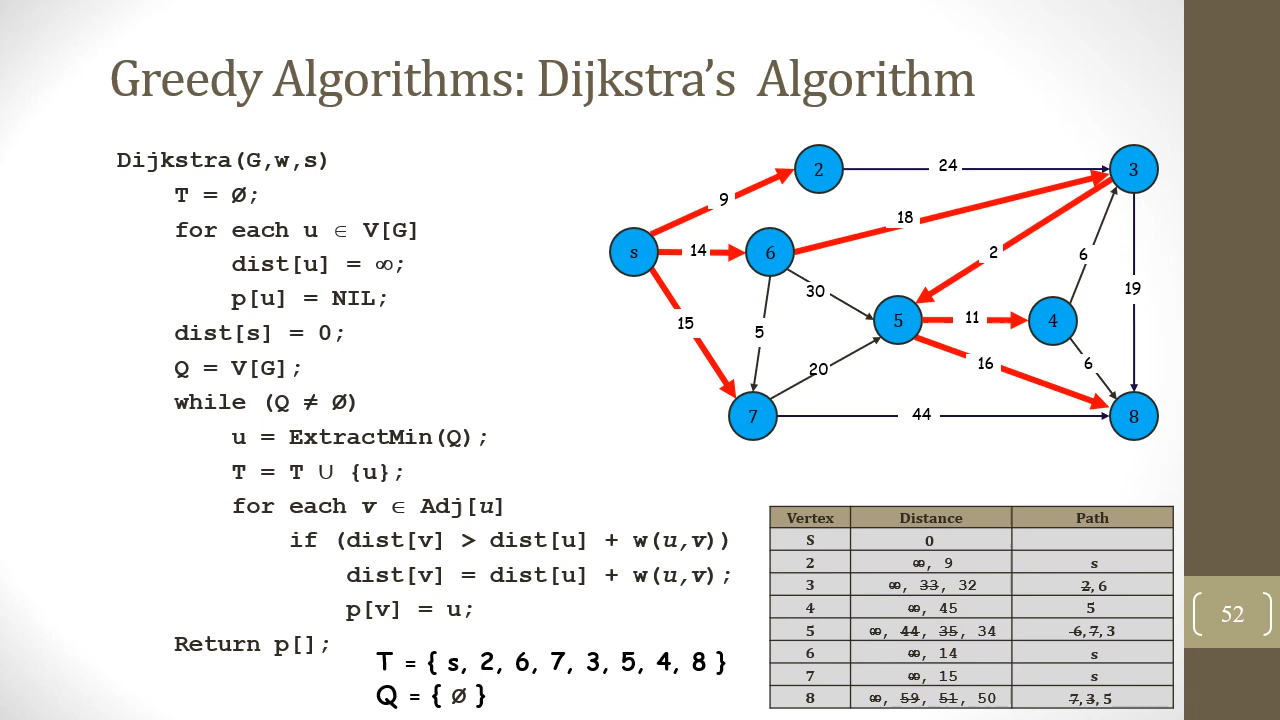 Greedy Algorithms: Dijkstra’s Algorithm
Dijkstra(G,w,s)
T = Ø;
for each u ∈ V[G]
dist[u] = ∞;
p[u] = NIL;
dist[s] = 0;
Q = V[G];
while (Q ≠ Ø)
u = ExtractMin(Q);
T = T ∪ {u};
for each v ∈ Adj[u]
if (dist[v] > dist[u] + w(u,v))
dist[v] = dist[u] + w(u,v);
p[v] = u;
Return p[];
T = { s, 2, 6, 7, 3, 5, 4, 8 }
Q = { ø }
2
24
3
9
18
s
14
6
2
6
30
19
15
5
5
11
4
20
16
6
7
44
8
Vertex Distance Path
S 0
2 ∞, 9 s
3 ∞, 33, 32 2, 6
4 ∞, 45 5
5 ∞, 44, 35, 34 6, 7, 3
6 ∞, 14 s
7 ∞, 15 s
8 ∞, 59, 51, 50 7, 3, 5
52